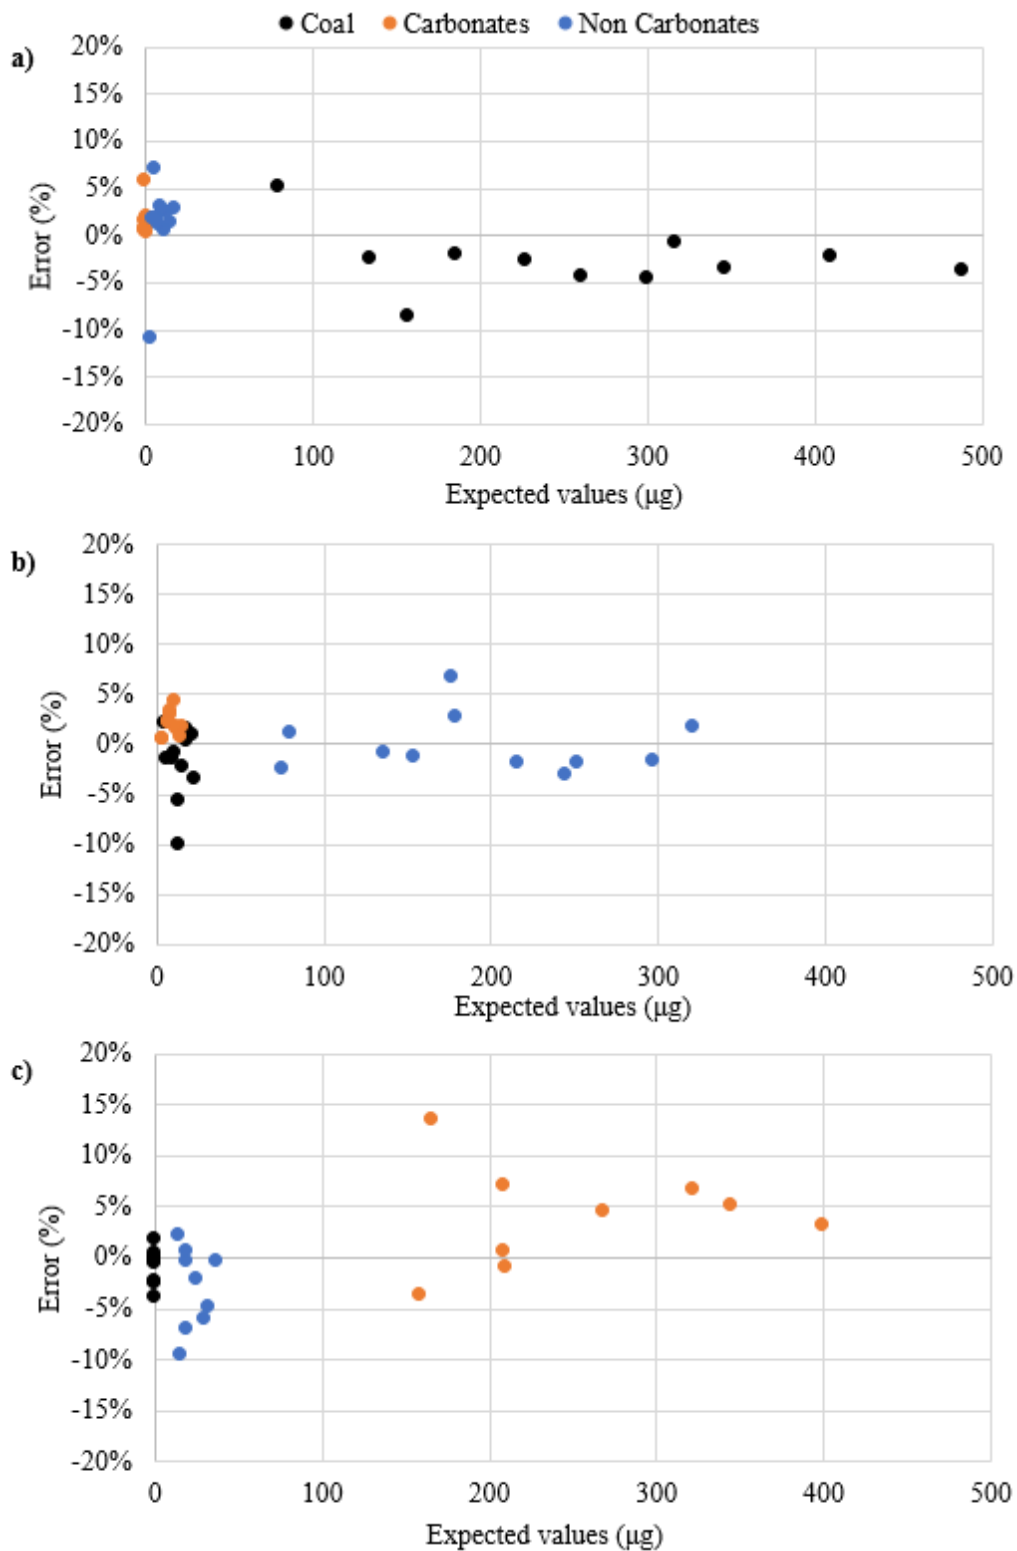 Coal Carbonates Non Carbonates
a)
20%
15%
10%
5%
0%
-5%
-10%
-15%
-20%
Error (%)
0 100 200 300 400 500
Expected values (µg)
b)
20%
15%
10%
5%
0%
-5%
-10%
-15%
-20%
Error (%)
0 100 200 300 400 500
Expected values (µg)
c)
20%
15%
10%
5%
0%
-5%
-10%
-15%
-20%
Error (%)
0 100 200 300 400 500
Expected values (µg)